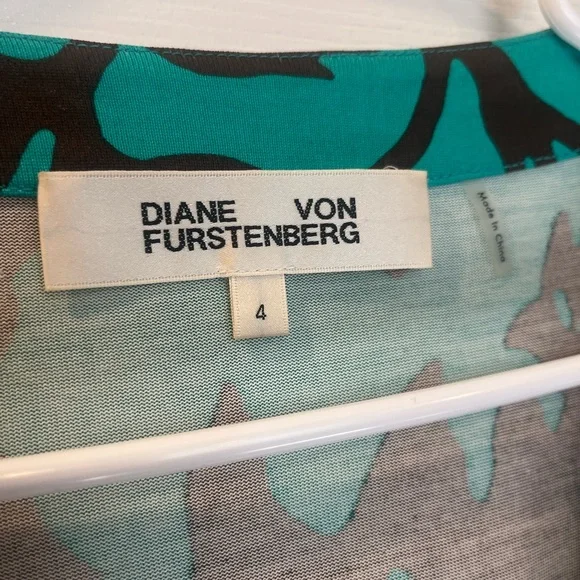 DIANE VON
FURSTENBERG
4
Made In China